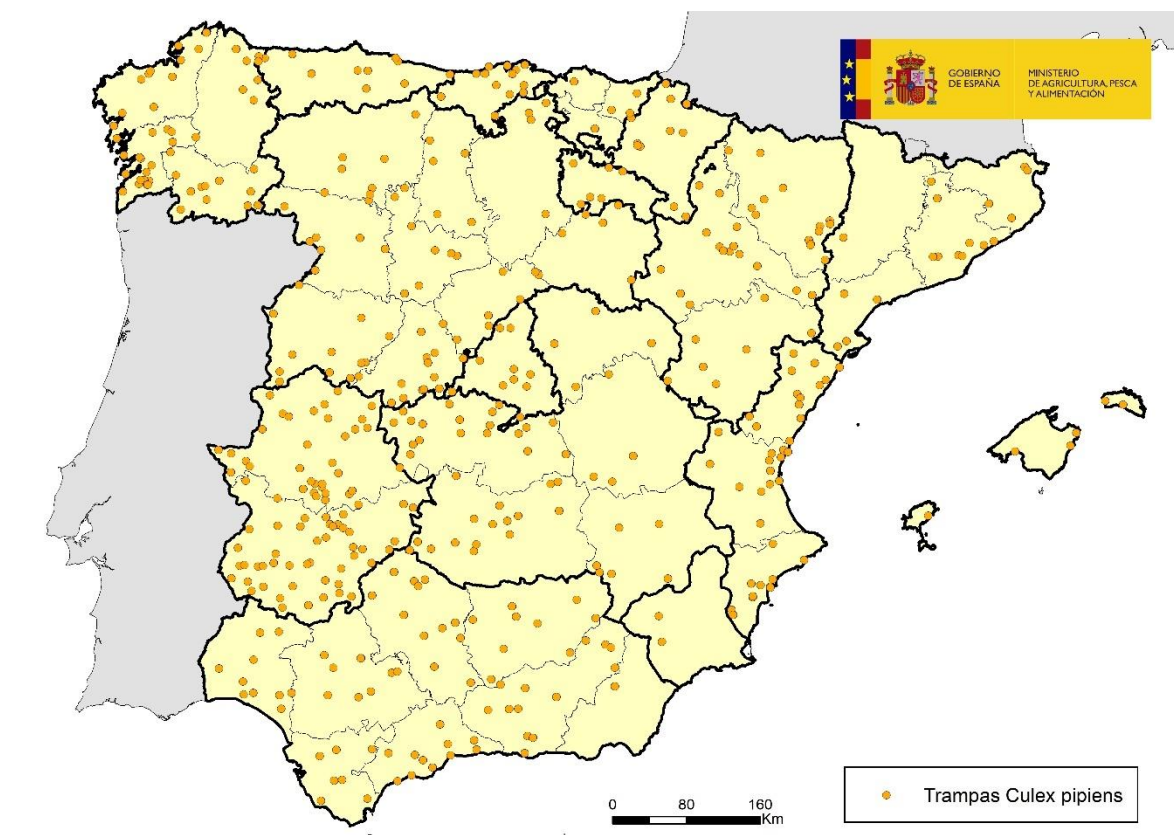 GOBIERNO
DE ESPAÑA
MINISTERIO
DE AGRICULTURA, PESCA
Y ALIMENTACIÓN
Trampas Culex pipiens
0 80 160
Km